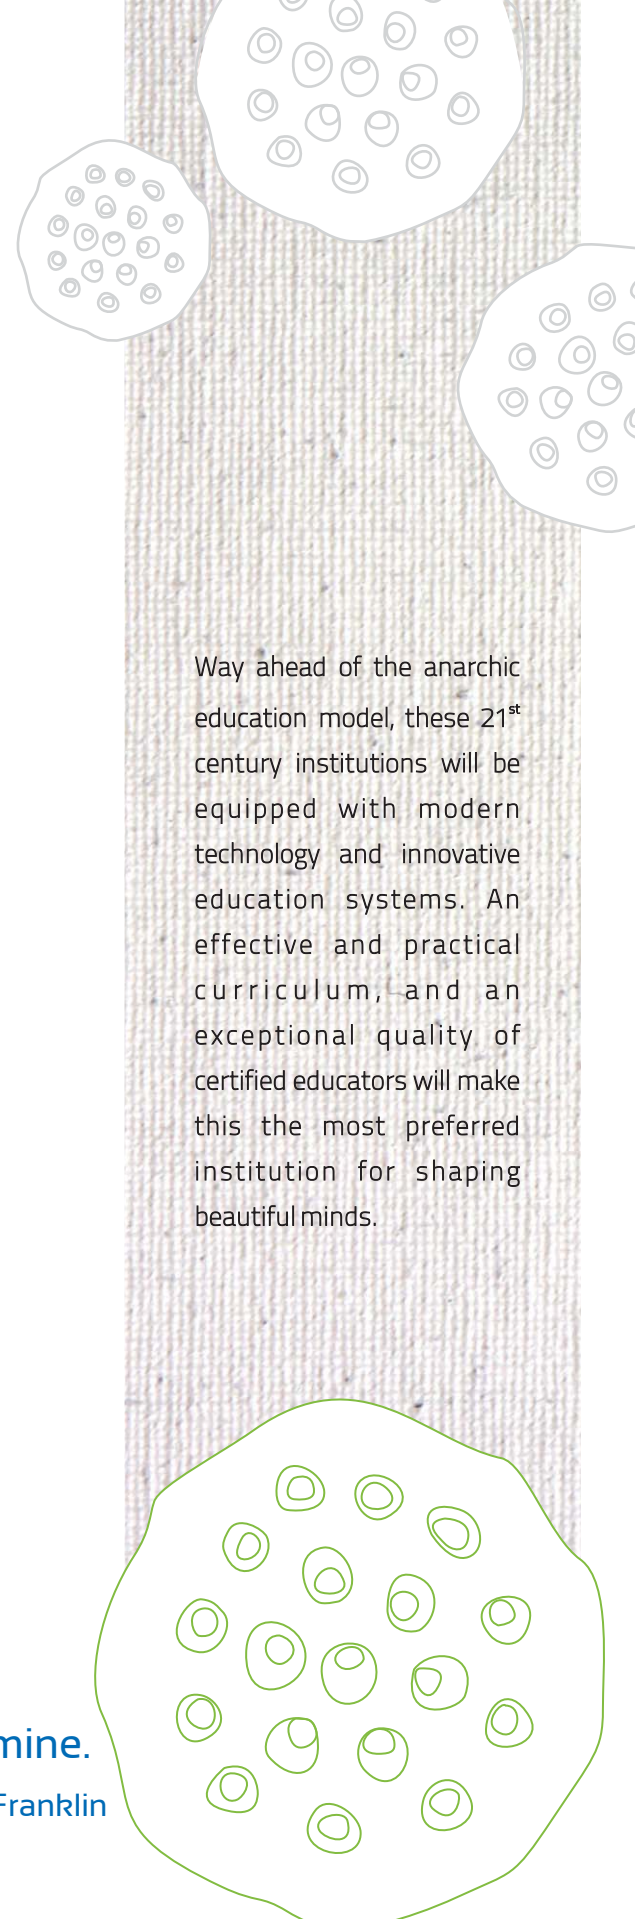 Way ahead of the anarchic
education model, these 21st
century institutions will be
equipped with modern
technology and innovative
education systems. An
effective and practical
curriculum, and an
exceptional quality of
certified educators will make
this the most preferred
institution for shaping
beautiful minds.
mine.
Franklin